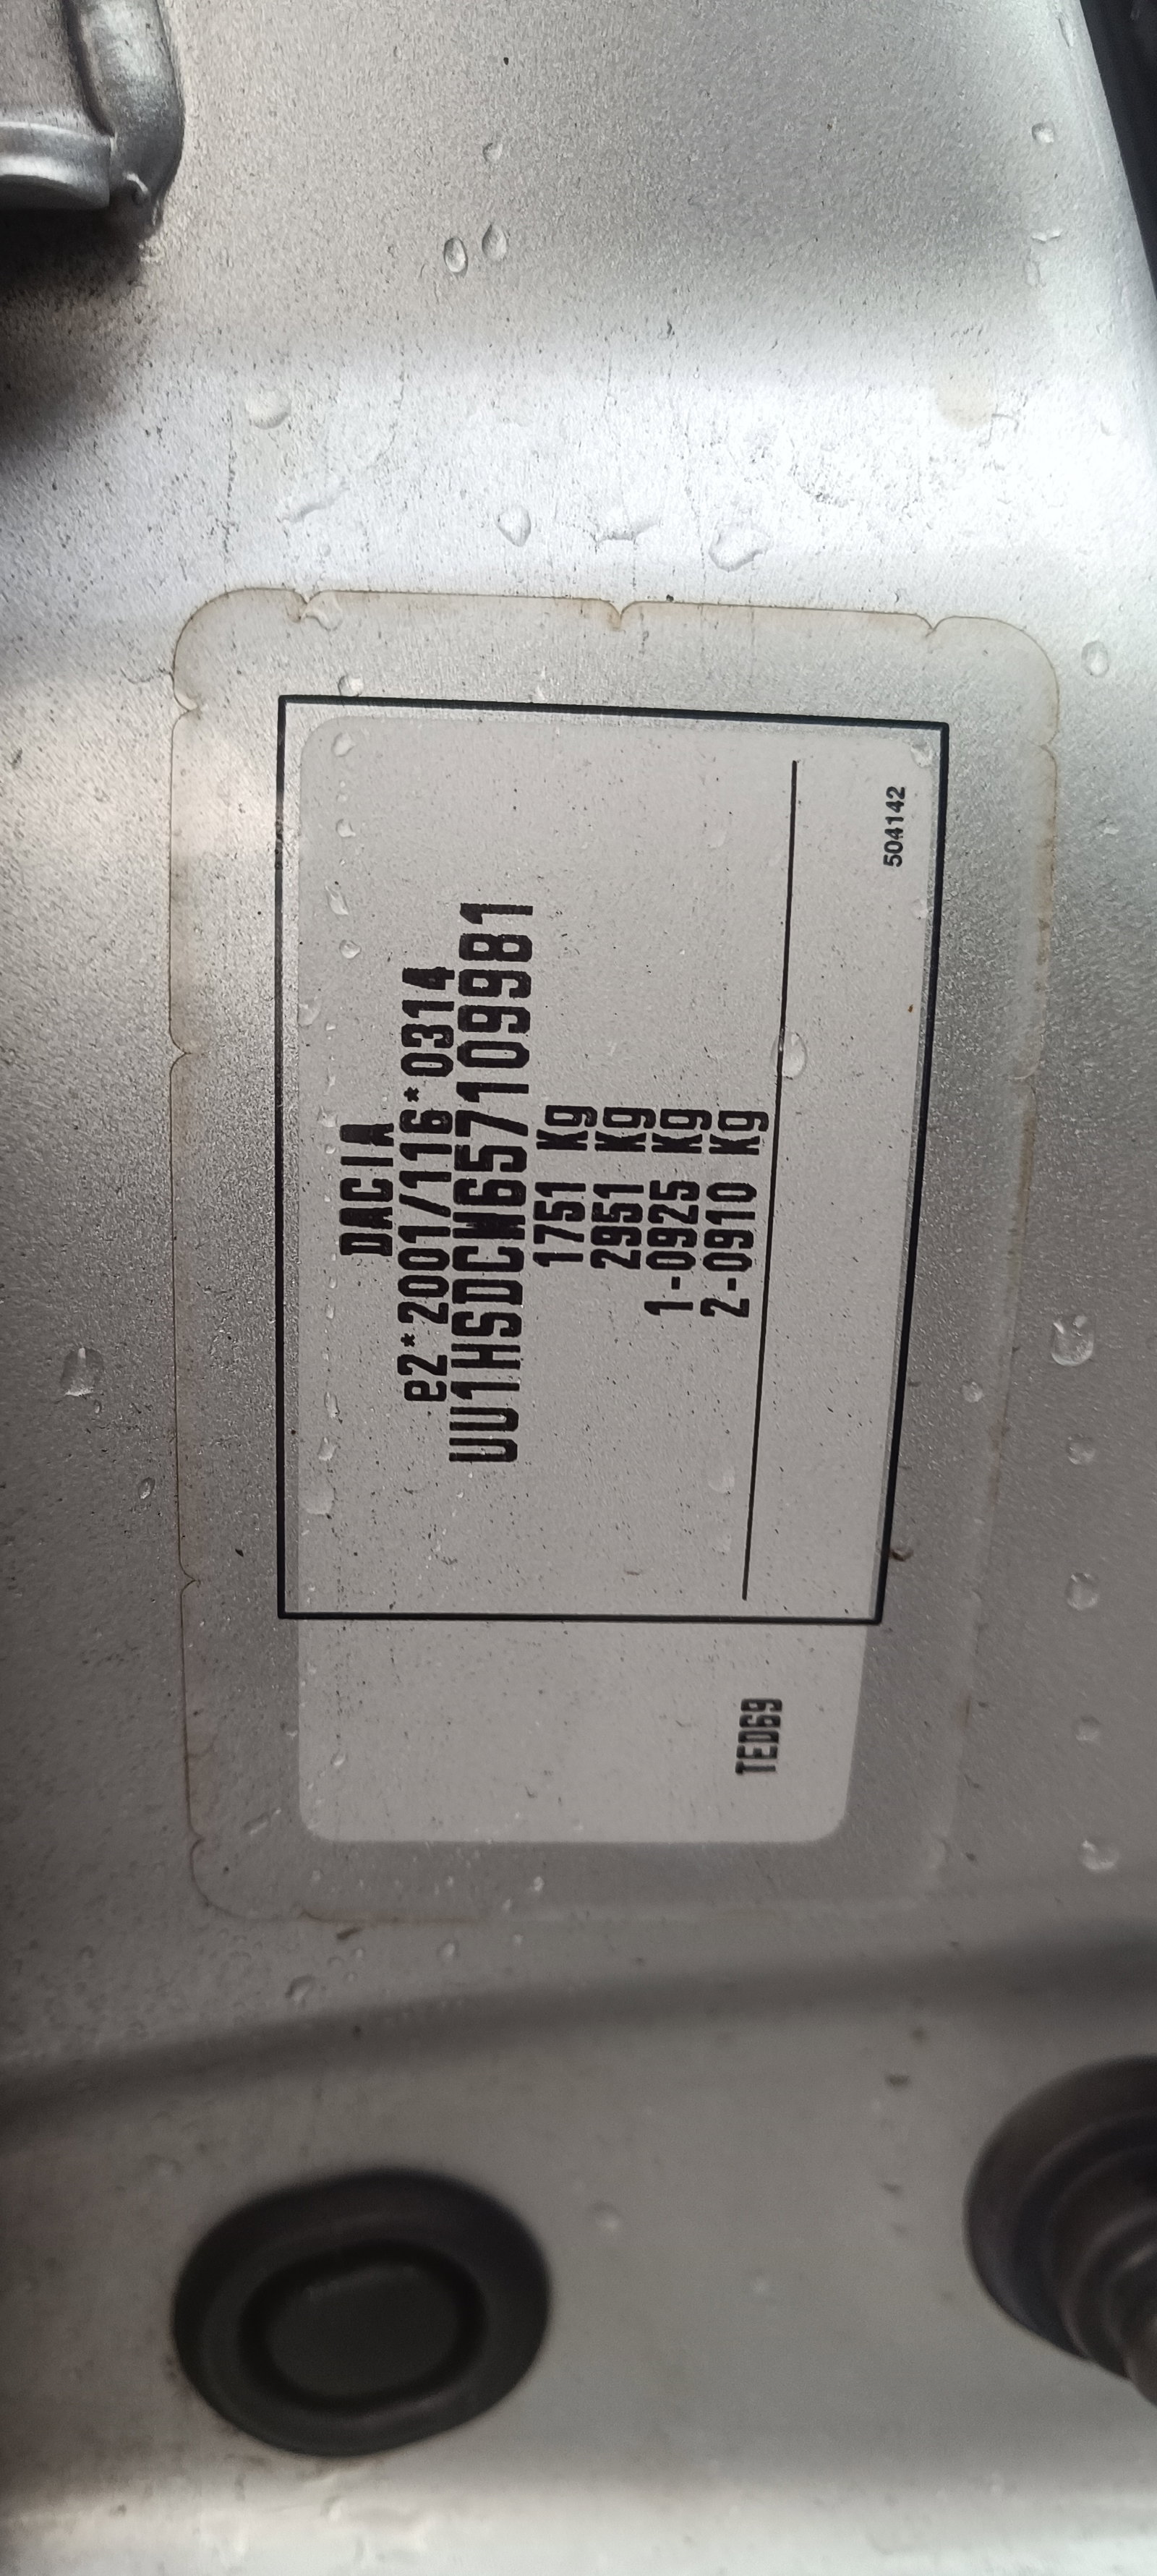 DACIA
e2*2001/116*0314
UU1HSDCW657109981
1751 Kg
2951 Kg
1-0925 Kg
2-0910 Kg
504142
TED69